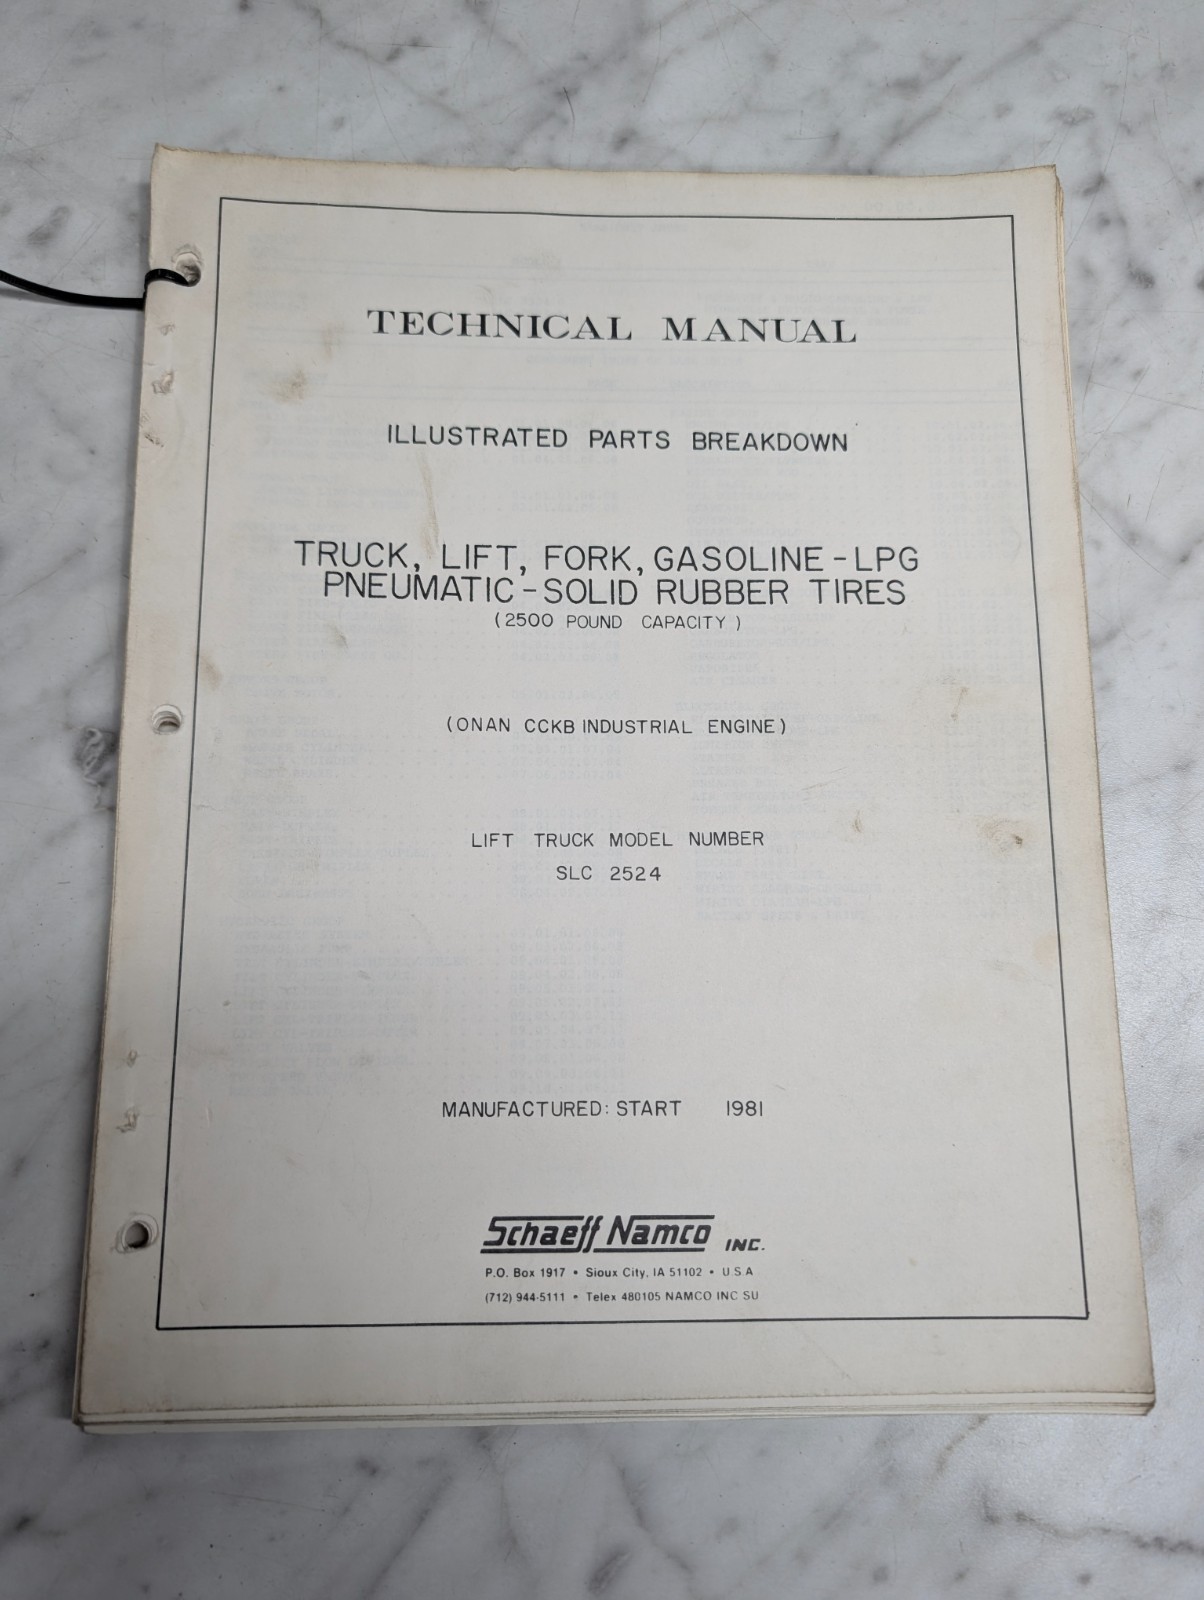 TECHNICAL MANUAL
ILLUSTRATED PARTS BREAKDOWN
TRUCK, LIFT, FORK, GASOLINE-LPG
PNEUMATIC-SOLID RUBBER TIRES
(2500 POUND CAPACITY)
(ONAN CCKB INDUSTRIAL ENGINE)
LIFT TRUCK MODEL NUMBER
SLC 2524
MANUFACTURED: START 1981
Schaeff Namco INC.
P.O. Box 1917 • Sioux City, IA 51102 • U.S.A
(712) 944-5111 • Telex 480105 NAMCO INC SU